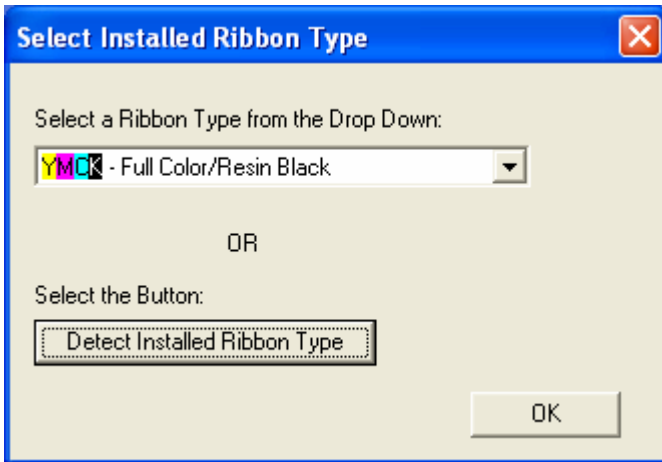 Select Installed Ribbon Type
Select a Ribbon Type from the Drop Down:
YMCK - Full Color/Resin Black
OR
Select the Button:
Detect Installed Ribbon Type
OK